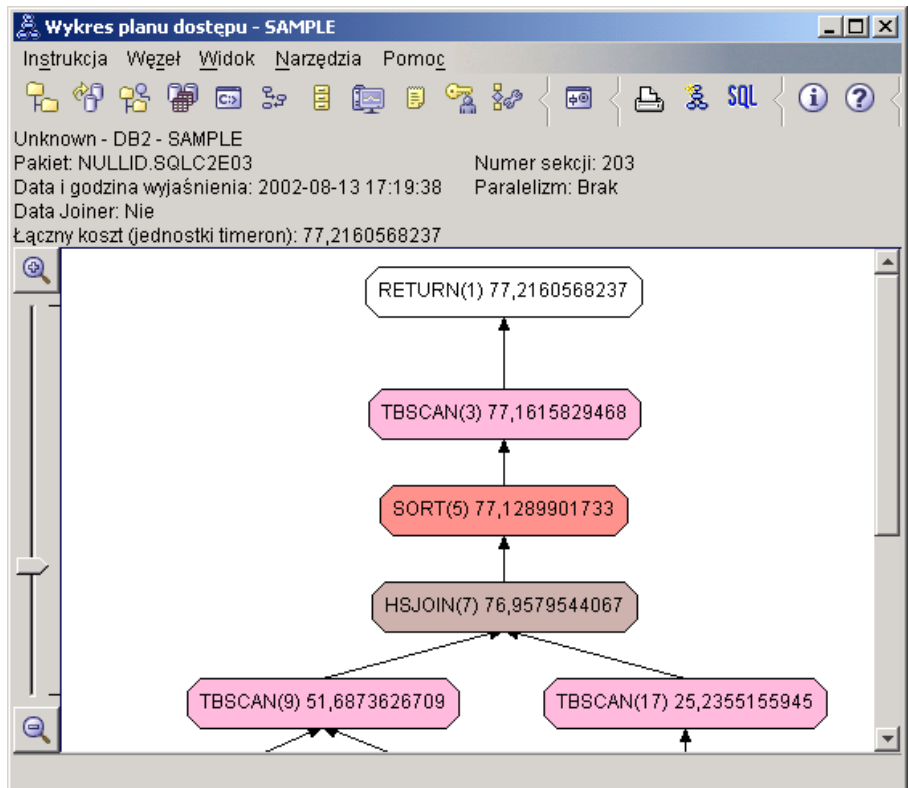 Wykres planu dostępu - SAMPLE
Instrukcja Węzeł Widok Narzędzia Pomoc
C:> SQL
Unknown - DB2 - SAMPLE
Pakiet: NULLID.SQLC2E03 Numer sekcji: 203
Data i godzina wyjaśnienia: 2002-08-13 17:19:38 Paralelizm: Brak
Data Joiner: Nie
Łączny koszt (jednostki timeron): 77,2160568237
RETURN(1) 77,2160568237
TBSCAN(3) 77,1615829468
SORT(5) 77,1289901733
HSJOIN(7) 76,9579544067
TBSCAN(9) 51,6873626709 TBSCAN(17) 25,2355155945